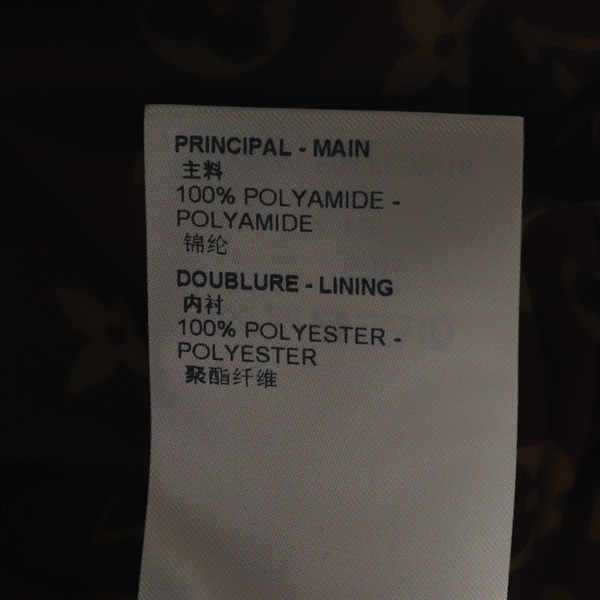 PRINCIPAL - MAIN
主料
100% POLYAMIDE -
POLYAMIDE
锦纶
DOUBLURE - LINING
内衬
100% POLYESTER -
POLYESTER
聚酯纤维